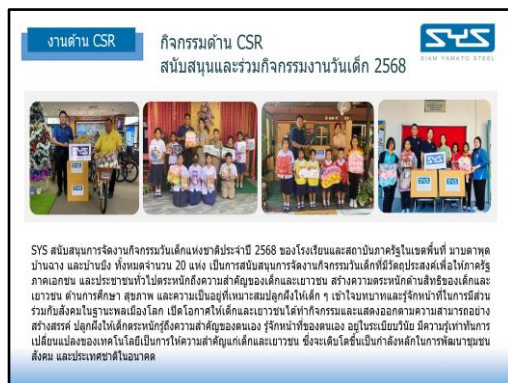 งานด้าน CSR
กิจกรรมด้าน CSR
สนับสนุนและร่วมกิจกรรมงานวันเด็ก 2568
SYS
SIAM YAMATO STEEL
SYS สนับสนุนการจัดงานกิจกรรมวันเด็กแห่งชาติประจำปี 2568 ของโรงเรียนและสถาบันภาครัฐในเขตพื้นที่ มาบตาพุด
บ้านฉาง และบ้านบึง ทั้งหมดจำนวน 20 แห่ง เป็นการสนับสนุนการจัดงานกิจกรรมวันเด็กที่มีวัตถุประสงค์เพื่อให้ภาครัฐ
ภาคเอกชน และประชาชนทั่วไปตระหนักถึงความสำคัญของเด็กและเยาวชน สร้างความตระหนักด้านสิทธิของเด็กและ
เยาวชน ด้านการศึกษา สุขภาพ และความเป็นอยู่ที่เหมาะสมปลูกฝังให้เด็ก ๆ เข้าใจบทบาทและรู้จักหน้าที่ในการมีส่วน
ร่วมกับสังคมในฐานะพลเมืองโลก เปิดโอกาสให้เด็กและเยาวชนได้ทำกิจกรรมและแสดงออกตามความสามารถอย่าง
สร้างสรรค์ ปลูกฝังให้เด็กตระหนักรู้ถึงความสำคัญของตนเอง รู้จักหน้าที่ของตนเอง อยู่ในระเบียบวินัย มีความรู้เท่าทันการ
เปลี่ยนแปลงของเทคโนโลยีเป็นการให้ความสำคัญแก่เด็กและเยาวชน ซึ่งจะเติบโตขึ้นเป็นกำลังหลักในการพัฒนาชุมชน
สังคม และประเทศชาติในอนาคต